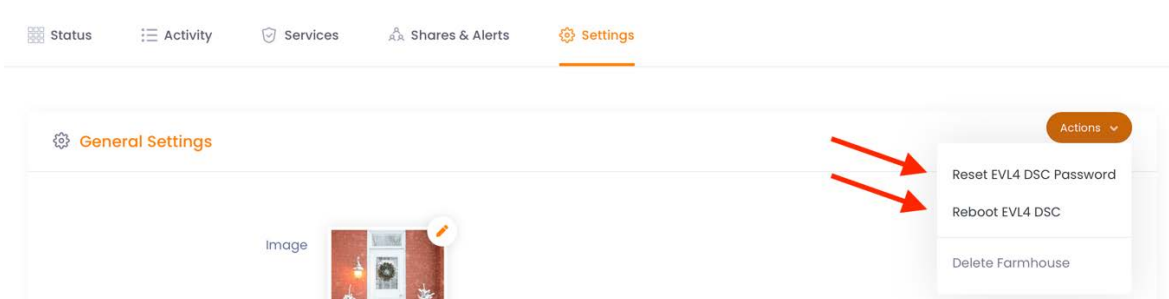 Status Activity Services Shares & Alerts Settings
General Settings
Actions
Reset EVL4 DSC Password
Reboot EVL4 DSC
Image
Delete Farmhouse